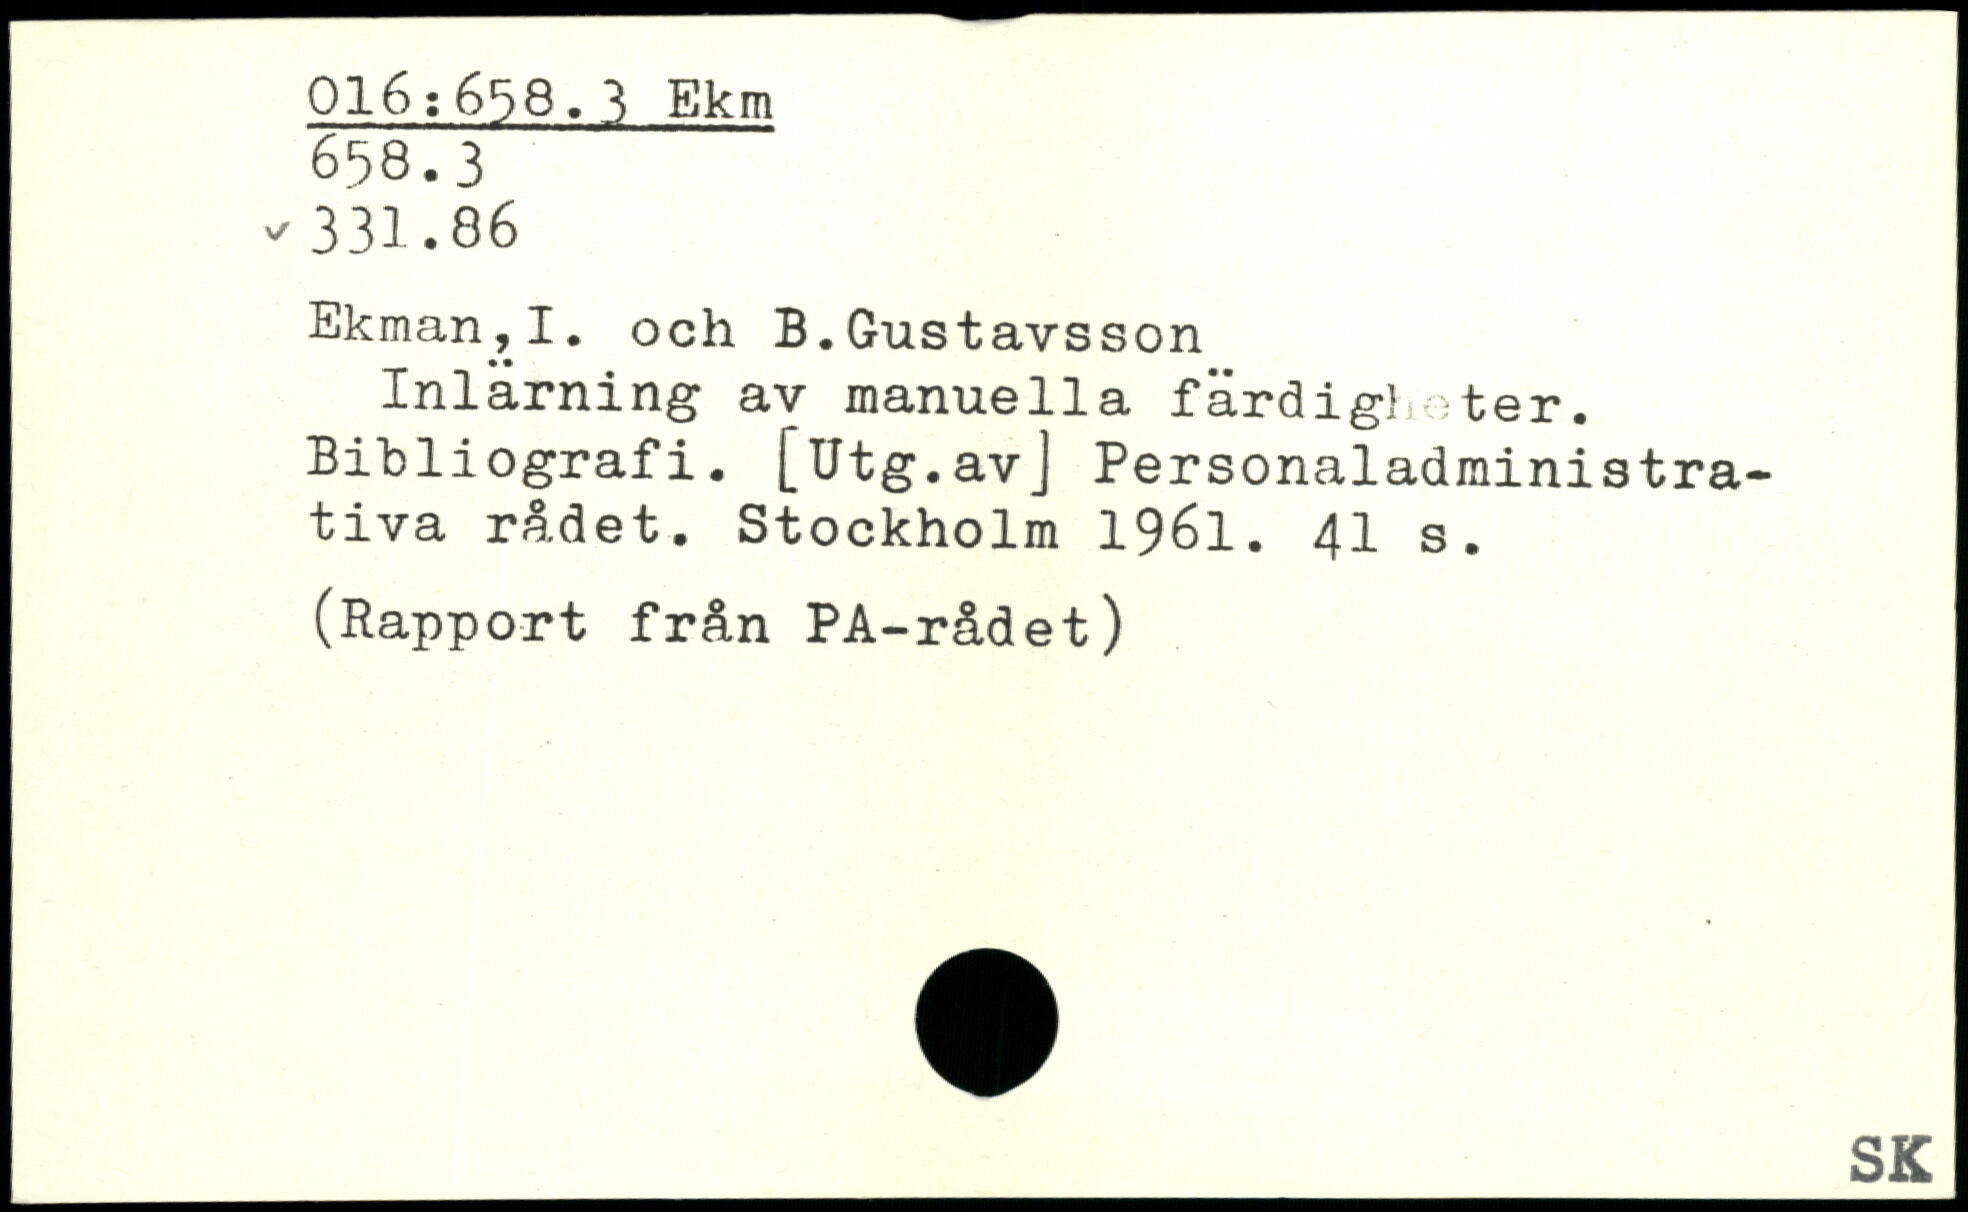 016:658.3 Ekm
658.3
✓ 331.86
Ekman,I. och B.Gustavsson
Inlärning av manuella färdigheter.
Bibliografi. [Utg.av] Personaladministra-
tiva rådet. Stockholm 1961. 41 s.
(Rapport från PA-rådet)
SK